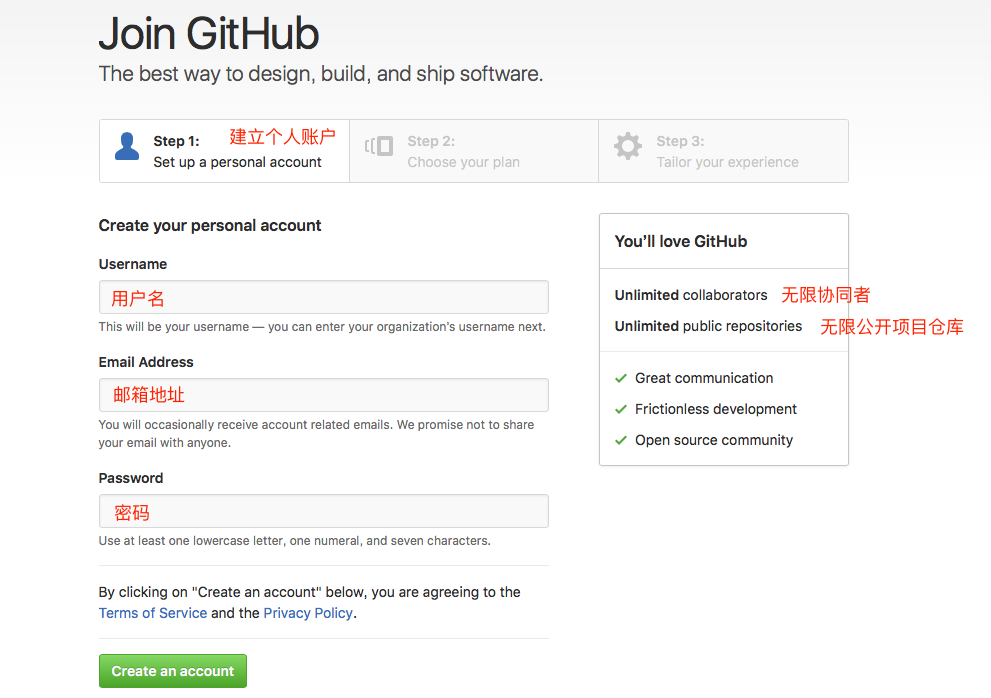 Join GitHub
The best way to design, build, and ship software.
Step 1: 建立个人账户
Set up a personal account
Step 2:
Choose your plan
Step 3:
Tailor your experience
Create your personal account
Username
用户名
This will be your username — you can enter your organization's username next.
Email Address
邮箱地址
You will occasionally receive account related emails. We promise not to share
your email with anyone.
Password
密码
Use at least one lowercase letter, one numeral, and seven characters.
By clicking on "Create an account" below, you are agreeing to the
Terms of Service and the Privacy Policy.
Create an account
You’ll love GitHub
Unlimited collaborators 无限协同者
Unlimited public repositories 无限公开项目仓库
Great communication
Frictionless development
Open source community